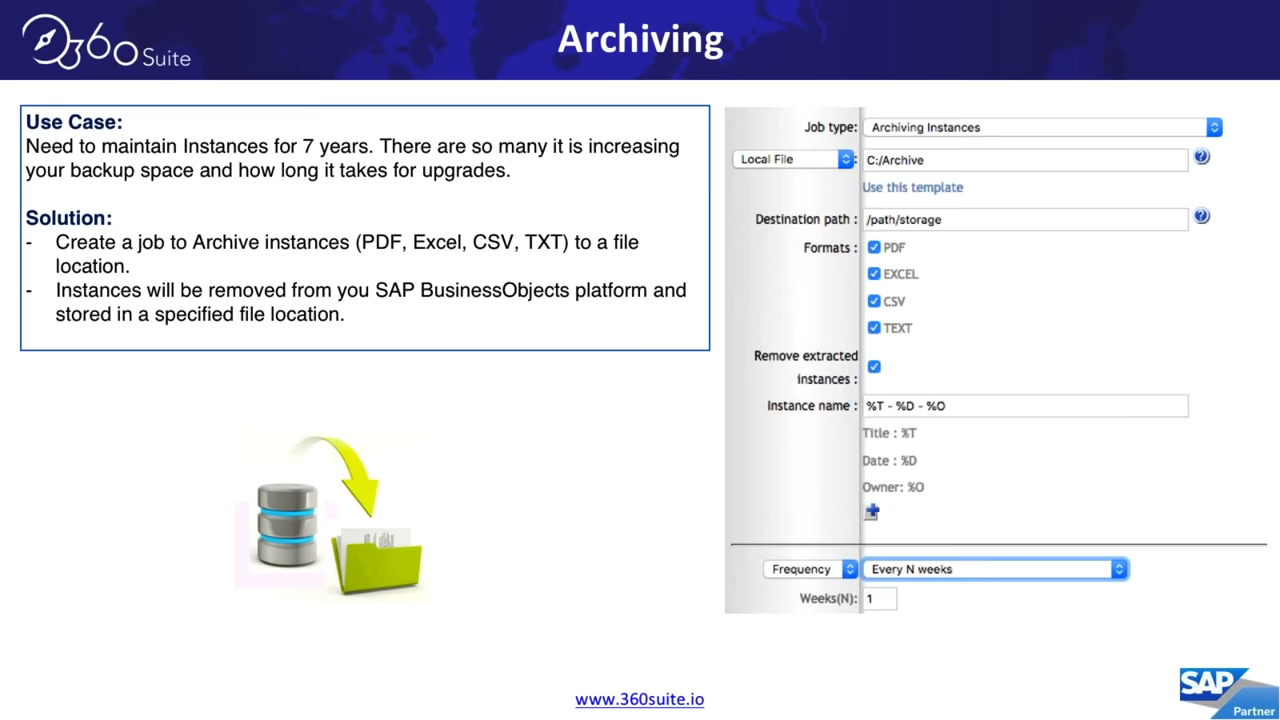 360Suite
Archiving
Use Case:
Need to maintain Instances for 7 years. There are so many it is increasing
your backup space and how long it takes for upgrades.
Solution:
- Create a job to Archive instances (PDF, Excel, CSV, TXT) to a file
location.
- Instances will be removed from you SAP BusinessObjects platform and
stored in a specified file location.
Job type: Archiving Instances
Local File : C:/Archive
Use this template
Destination path : /path/storage
Formats : PDF
EXCEL
CSV
TEXT
Remove extracted
instances :
Instance name : %T - %D - %O
Title : %T
Date : %D
Owner: %O
Frequency Every N weeks
Weeks(N): 1
www.360suite.io
SAP Partner